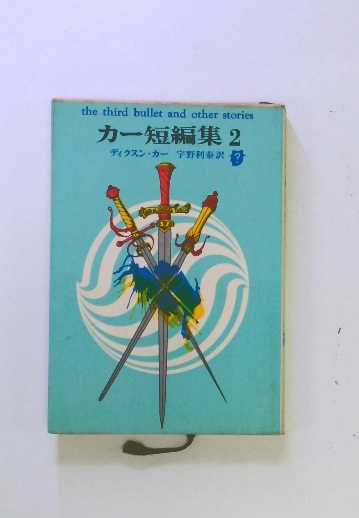 the third bullet and other stories
カー短編集 2
ディクスン・カー 宇野利泰訳